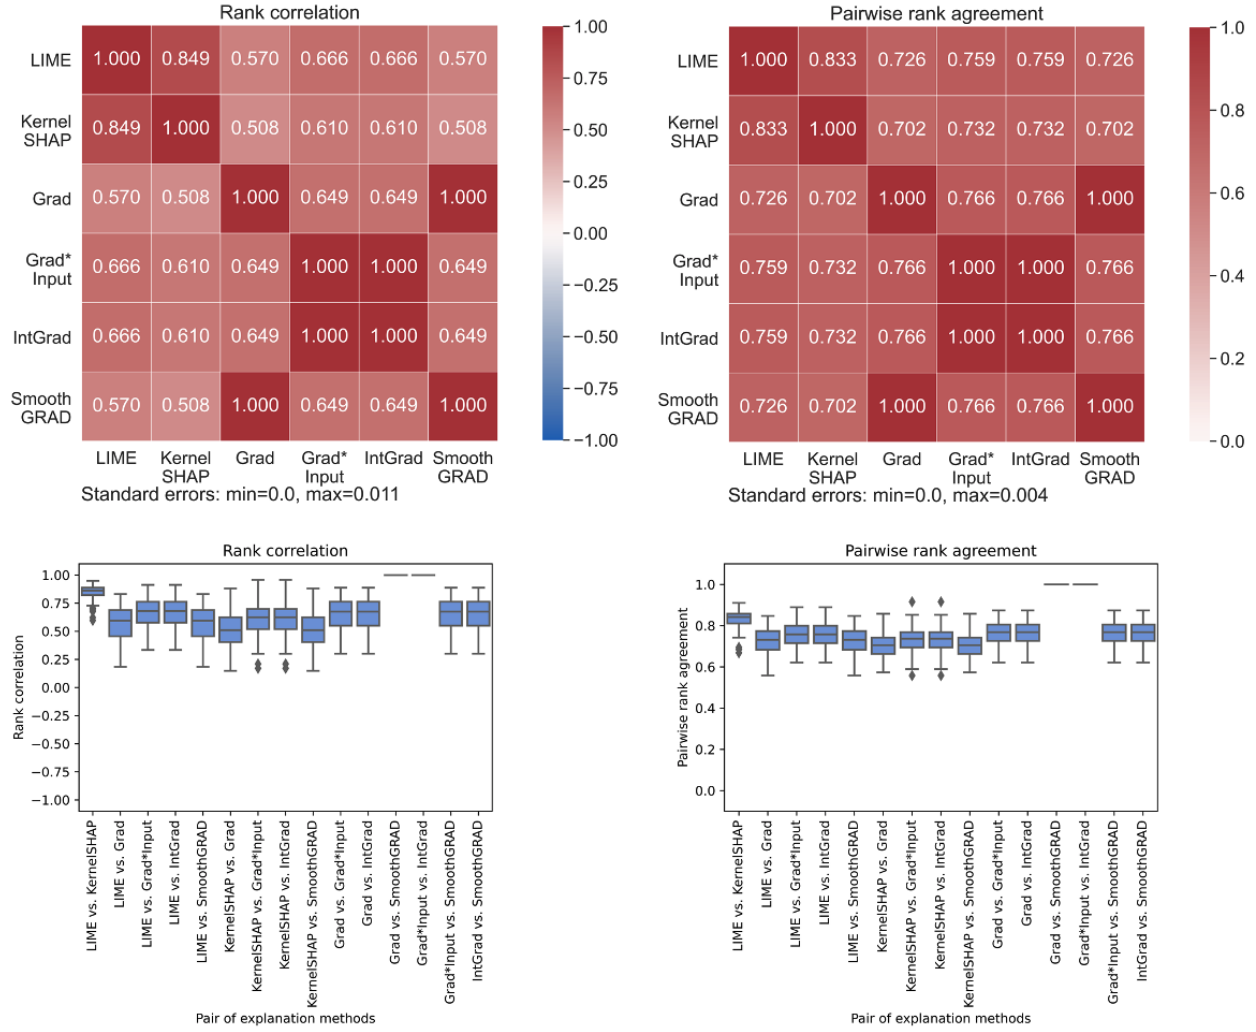 Rank correlation
LIME 1.000 0.849 0.570 0.666 0.666 0.570
Kernel
SHAP 0.849 1.000 0.508 0.610 0.610 0.508
Grad 0.570 0.508 1.000 0.649 0.649 1.000
Grad*
Input 0.666 0.610 0.649 1.000 1.000 0.649
IntGrad 0.666 0.610 0.649 1.000 1.000 0.649
Smooth
GRAD 0.570 0.508 1.000 0.649 0.649 1.000
LIME Kernel Grad Grad* IntGrad Smooth
SHAP Input GRAD
Standard errors: min=0.0, max=0.011
1.00
0.75
0.50
0.25
0.00
−0.25
−0.50
−0.75
−1.00
Pairwise rank agreement
LIME 1.000 0.833 0.726 0.759 0.759 0.726
Kernel
SHAP 0.833 1.000 0.702 0.732 0.732 0.702
Grad 0.726 0.702 1.000 0.766 0.766 1.000
Grad*
Input 0.759 0.732 0.766 1.000 1.000 0.766
IntGrad 0.759 0.732 0.766 1.000 1.000 0.766
Smooth
GRAD 0.726 0.702 1.000 0.766 0.766 1.000
LIME Kernel Grad Grad* IntGrad Smooth
SHAP Input GRAD
Standard errors: min=0.0, max=0.004
1.0
0.8
0.6
0.4
0.2
0.0
Rank correlation
Rank correlation
1.00
0.75
0.50
0.25
0.00
−0.25
−0.50
−0.75
−1.00
LIME vs. KernelSHAP
LIME vs. Grad
LIME vs. Grad*Input
LIME vs. IntGrad
LIME vs. SmoothGRAD
KernelSHAP vs. Grad
KernelSHAP vs. Grad*Input
KernelSHAP vs. IntGrad
KernelSHAP vs. SmoothGRAD
Grad vs. Grad*Input
Grad vs. IntGrad
Grad vs. SmoothGRAD
Grad*Input vs. IntGrad
Grad*Input vs. SmoothGRAD
IntGrad vs. SmoothGRAD
Pair of explanation methods
Pairwise rank agreement
Pairwise rank agreement
1.0
0.8
0.6
0.4
0.2
0.0
LIME vs. KernelSHAP
LIME vs. Grad
LIME vs. Grad*Input
LIME vs. IntGrad
LIME vs. SmoothGRAD
KernelSHAP vs. Grad
KernelSHAP vs. Grad*Input
KernelSHAP vs. IntGrad
KernelSHAP vs. SmoothGRAD
Grad vs. Grad*Input
Grad vs. IntGrad
Grad vs. SmoothGRAD
Grad*Input vs. IntGrad
Grad*Input vs. SmoothGRAD
IntGrad vs. SmoothGRAD
Pair of explanation methods